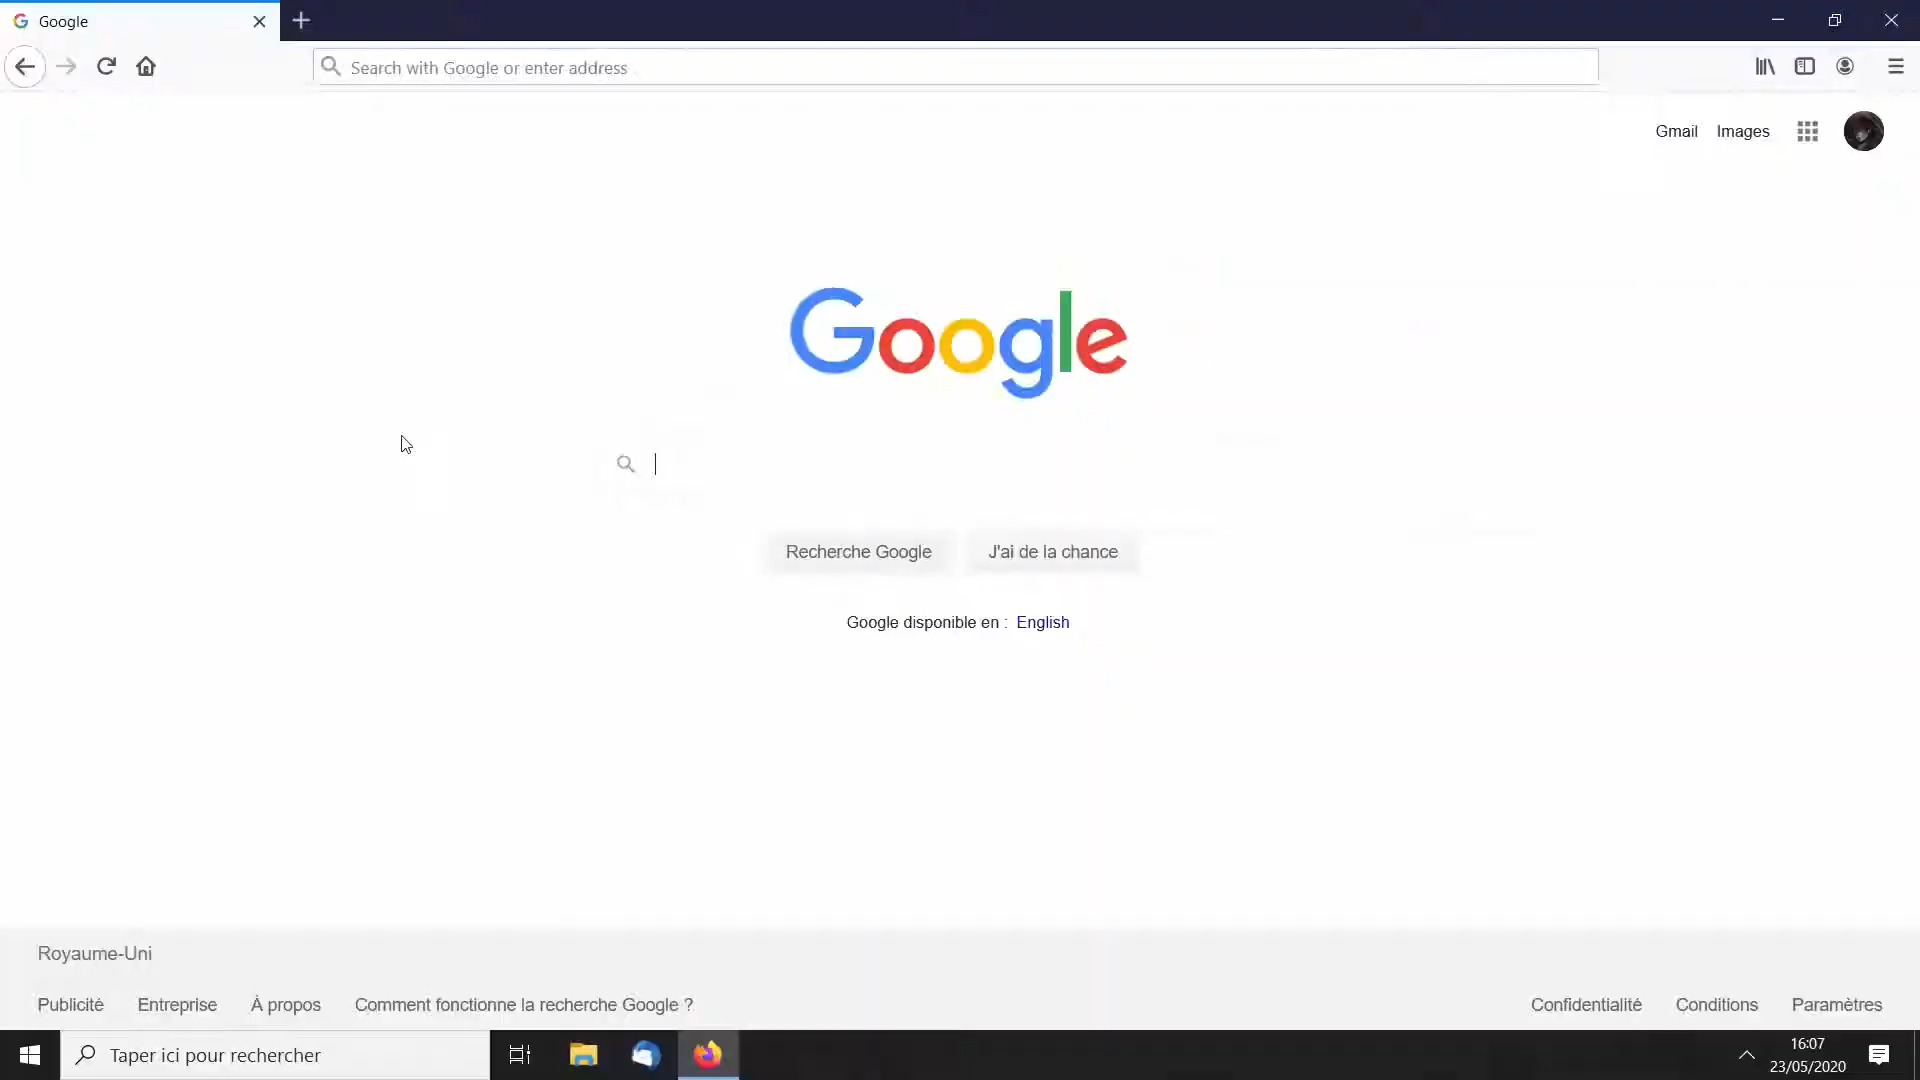 Google
Search with Google or enter address
Gmail Images
Google
Recherche Google J'ai de la chance
Google disponible en : English
Royaume-Uni
Publicité Entreprise À propos Comment fonctionne la recherche Google ? Confidentialité Conditions Paramètres
Taper ici pour rechercher
16:07
23/05/2020